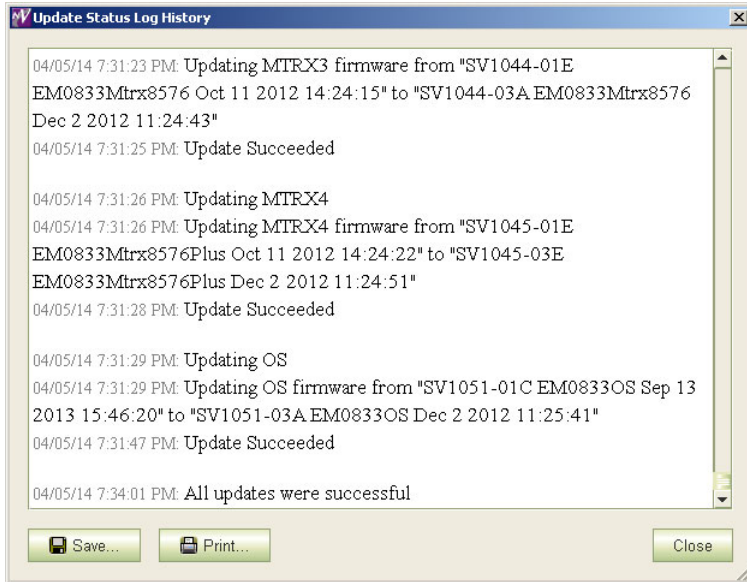 Update Status Log History
04/05/14 7:31:23 PM: Updating MTRX3 firmware from "SV1044-01E
EM0833Mtrx8576 Oct 11 2012 14:24:15" to "SV1044-03A EM0833Mtrx8576
Dec 2 2012 11:24:43"
04/05/14 7:31:25 PM: Update Succeeded
04/05/14 7:31:26 PM: Updating MTRX4
04/05/14 7:31:26 PM: Updating MTRX4 firmware from "SV1045-01E
EM0833Mtrx8576Plus Oct 11 2012 14:24:22" to "SV1045-03E
EM0833Mtrx8576Plus Dec 2 2012 11:24:51"
04/05/14 7:31:28 PM: Update Succeeded
04/05/14 7:31:29 PM: Updating OS
04/05/14 7:31:29 PM: Updating OS firmware from "SV1051-01C EM0833OS Sep 13
2013 15:46:20" to "SV1051-03A EM0833OS Dec 2 2012 11:25:41"
04/05/14 7:31:47 PM: Update Succeeded
04/05/14 7:34:01 PM: All updates were successful
Save... Print... Close